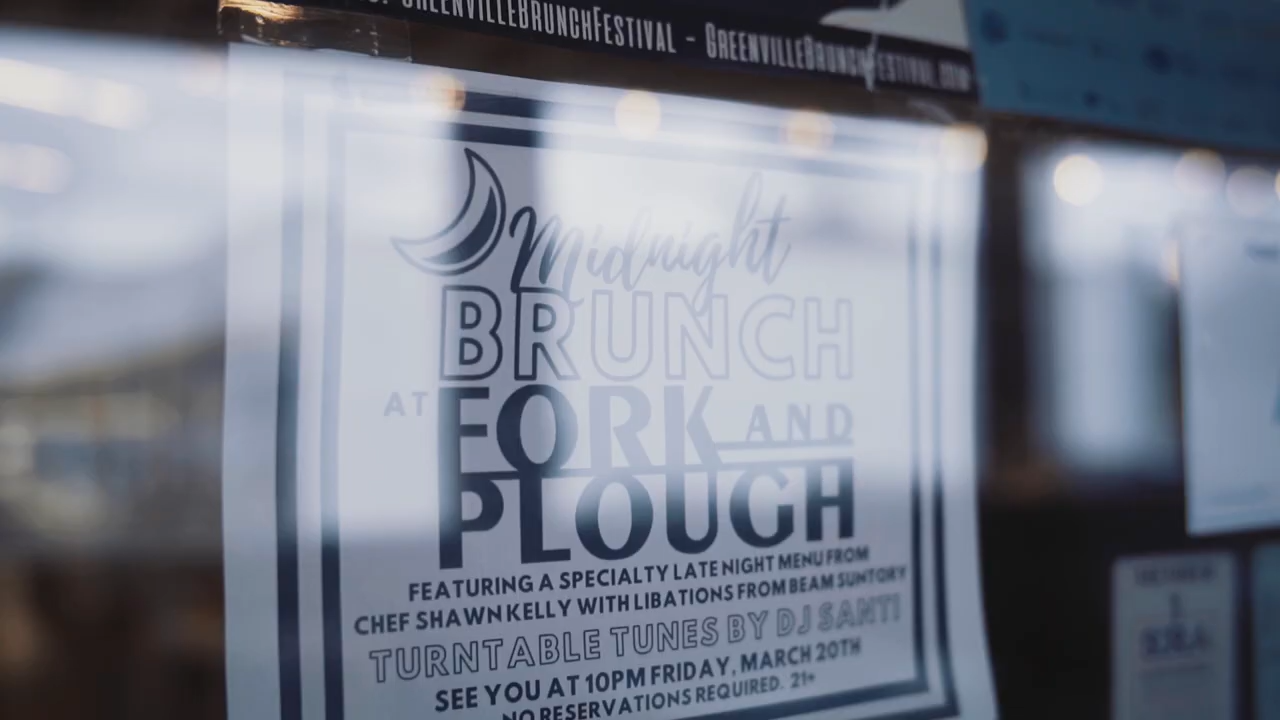 GREENVILLEBRUNCHFESTIVAL - GREENVILLEBRUNCHFESTIVAL.COM
Midnight
BRUNCH
AT FORK AND
PLOUGH
FEATURING A SPECIALTY LATE NIGHT MENU FROM
CHEF SHAWN KELLY WITH LIBATIONS FROM BEAM SUNTORY
TURNTABLE TUNES BY DJ SANTI
SEE YOU AT 10PM FRIDAY, MARCH 20TH
NO RESERVATIONS REQUIRED. 21+